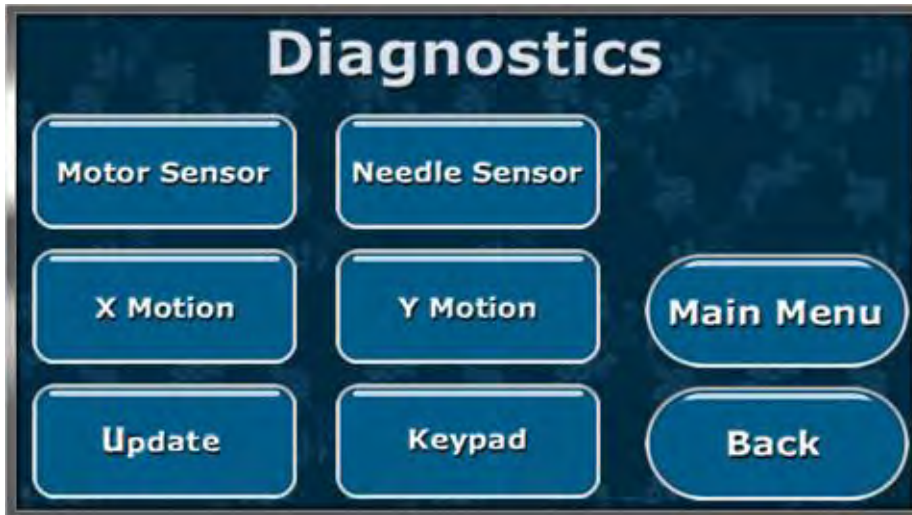 Diagnostics
Motor Sensor
Needle Sensor
X Motion
Y Motion
Main Menu
Update
Keypad
Back